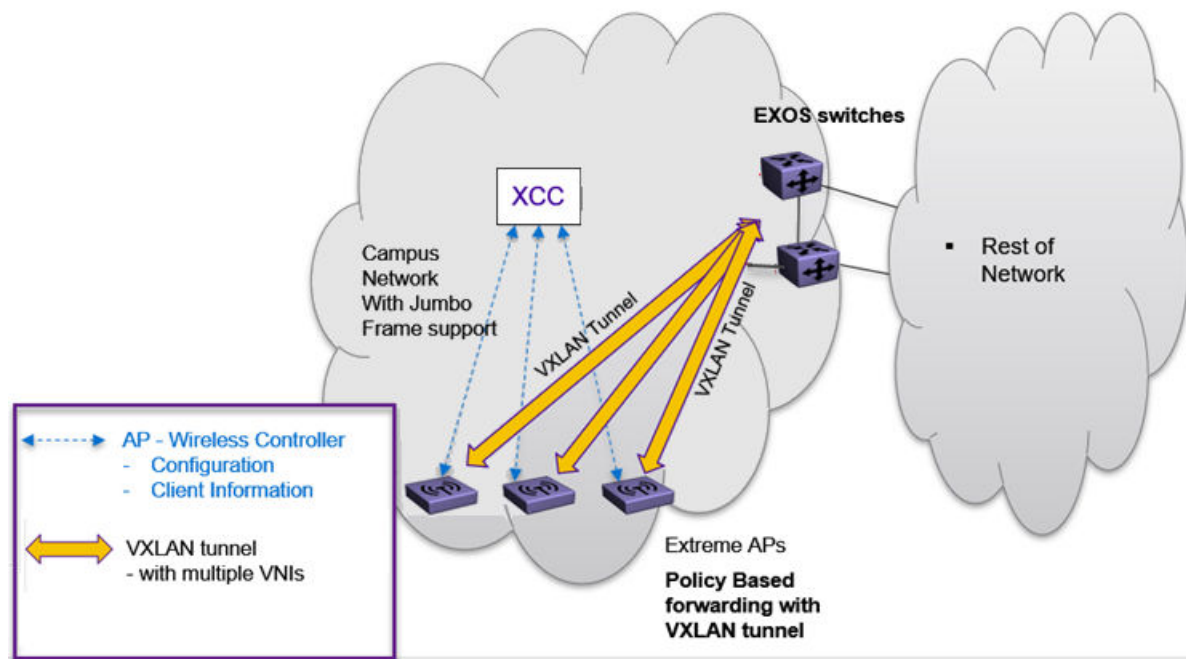 EXOS switches
XCC
Campus
Network
With Jumbo
Frame support
VXLAN Tunnel
VXLAN Tunnel
▪ Rest of
Network
AP - Wireless Controller
- Configuration
- Client Information
VXLAN tunnel
- with multiple VNIs
Extreme APs
Policy Based
forwarding with
VXLAN tunnel